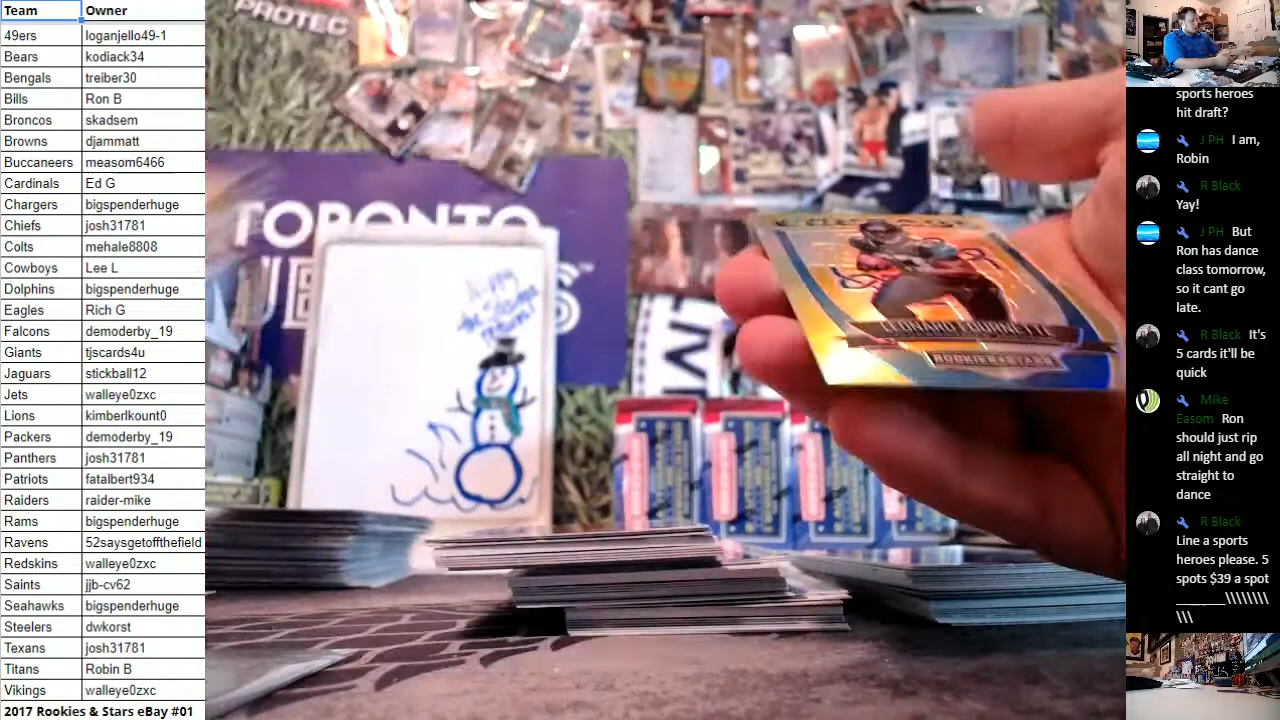 Team Owner
49ers loganjello49-1
Bears kodiack34
Bengals treiber30
Bills Ron B
Broncos skadsem
Browns djammatt
Buccaneers measom6466
Cardinals Ed G
Chargers bigspenderhuge
Chiefs josh31781
Colts mehale8808
Cowboys Lee L
Dolphins bigspenderhuge
Eagles Rich G
Falcons demoderby_19
Giants tjscards4u
Jaguars stickball12
Jets walleye0zxc
Lions kimberlkount0
Packers demoderby_19
Panthers josh31781
Patriots fatalbert934
Raiders raider-mike
Rams bigspenderhuge
Ravens 52saysgetoffthefield
Redskins walleye0zxc
Saints jjb-cv62
Seahawks bigspenderhuge
Steelers dwkorst
Texans josh31781
Titans Robin B
Vikings walleye0zxc
2017 Rookies & Stars eBay #01
PROTEC
TORONTO
LEONARD FOURNETTE
ROOKIES & STARS
sports heroes
hit draft?
J PH I am,
Robin
R Black
Yay!
J PH But
Ron has dance
class tomorrow,
so it cant go
late.
R Black It's
5 cards it'll be
quick
Mike
Easom Ron
should just rip
all night and go
straight to
dance
R Black
Line a sports
heroes please. 5
spots $39 a spot
_______\\\\\\\\
\\\